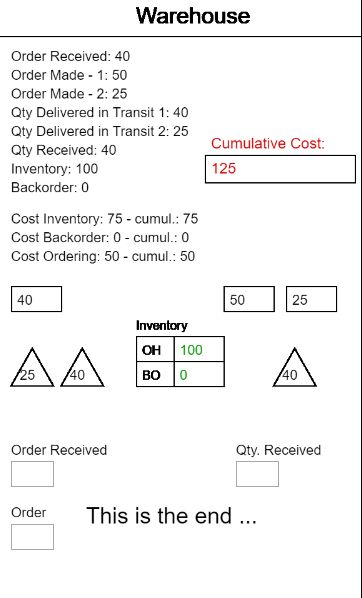 Warehouse
Order Received: 40
Order Made - 1: 50
Order Made - 2: 25
Qty Delivered in Transit 1: 40
Qty Delivered in Transit 2: 25
Qty Received: 40
Cumulative Cost:
Inventory: 100
125
Backorder: 0
Cost Inventory: 75 - cumul.: 75
Cost Backorder: 0 - cumul.: 0
Cost Ordering: 50 - cumul.: 50
40 50 25
Inventory
OH 100
25 40 BO 0 40
Order Received Qty. Received
Order
This is the end ...